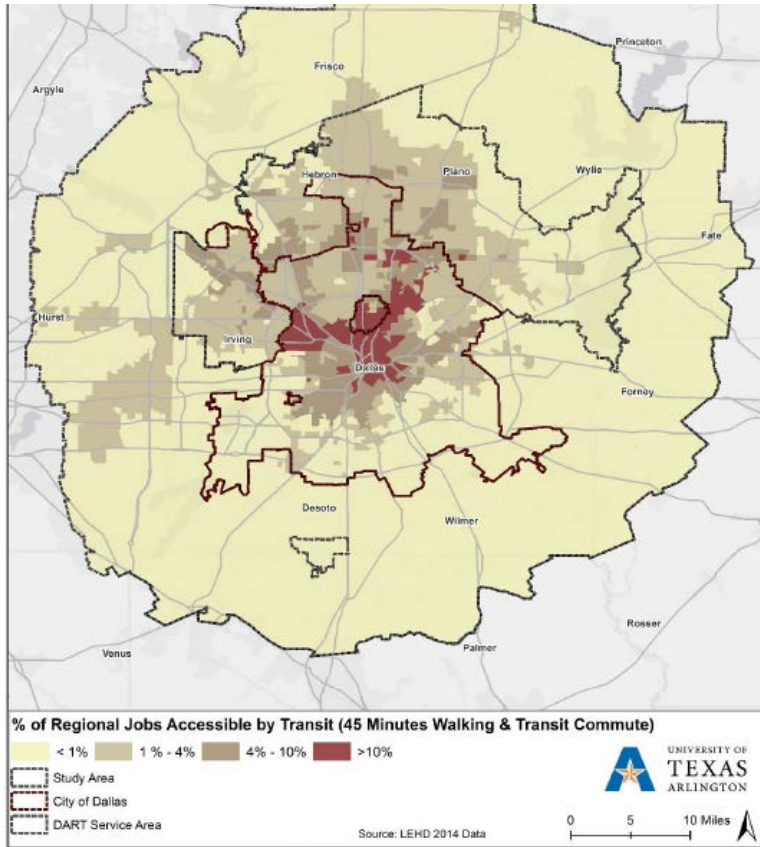 Princeton
Frisco
Argyle
Hebron
Plano
Wylie
Fate
Hurst
Irving
Dallas
Forney
Desoto
Wilmer
Rosser
Palmer
Venus
% of Regional Jobs Accessible by Transit (45 Minutes Walking & Transit Commute)
< 1% 1 % - 4% 4% - 10% >10%
Study Area
City of Dallas
DART Service Area
Source: LEHD 2014 Data
UNIVERSITY OF
TEXAS
ARLINGTON
0 5 10 Miles